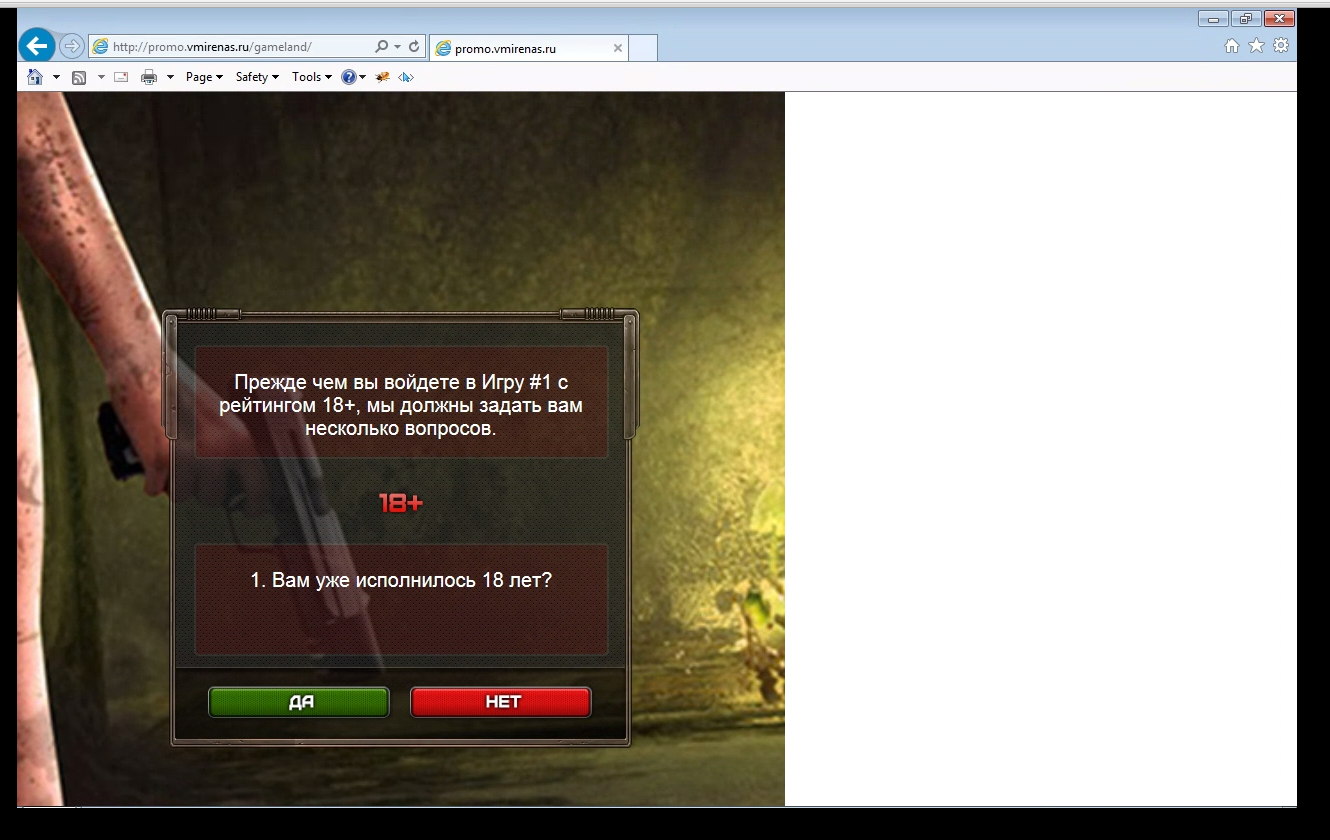 http://promo.vmirenas.ru/gameland/
promo.vmirenas.ru
Page
Safety
Tools
Прежде чем вы войдете в Игру #1 с
рейтингом 18+, мы должны задать вам
несколько вопросов.
18+
1. Вам уже исполнилось 18 лет?
ДА
НЕТ